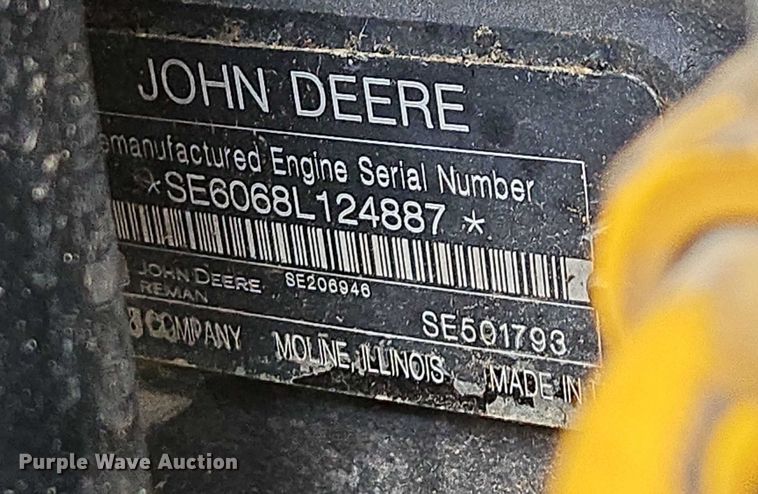 JOHN DEERE
emanufactured Engine Serial Number
*SE6068L124887*
JOHN DEERE
REMAN
SE206946
SE501793
& COMPANY MOLINE, ILLINOIS MADE IN
Purple Wave Auction